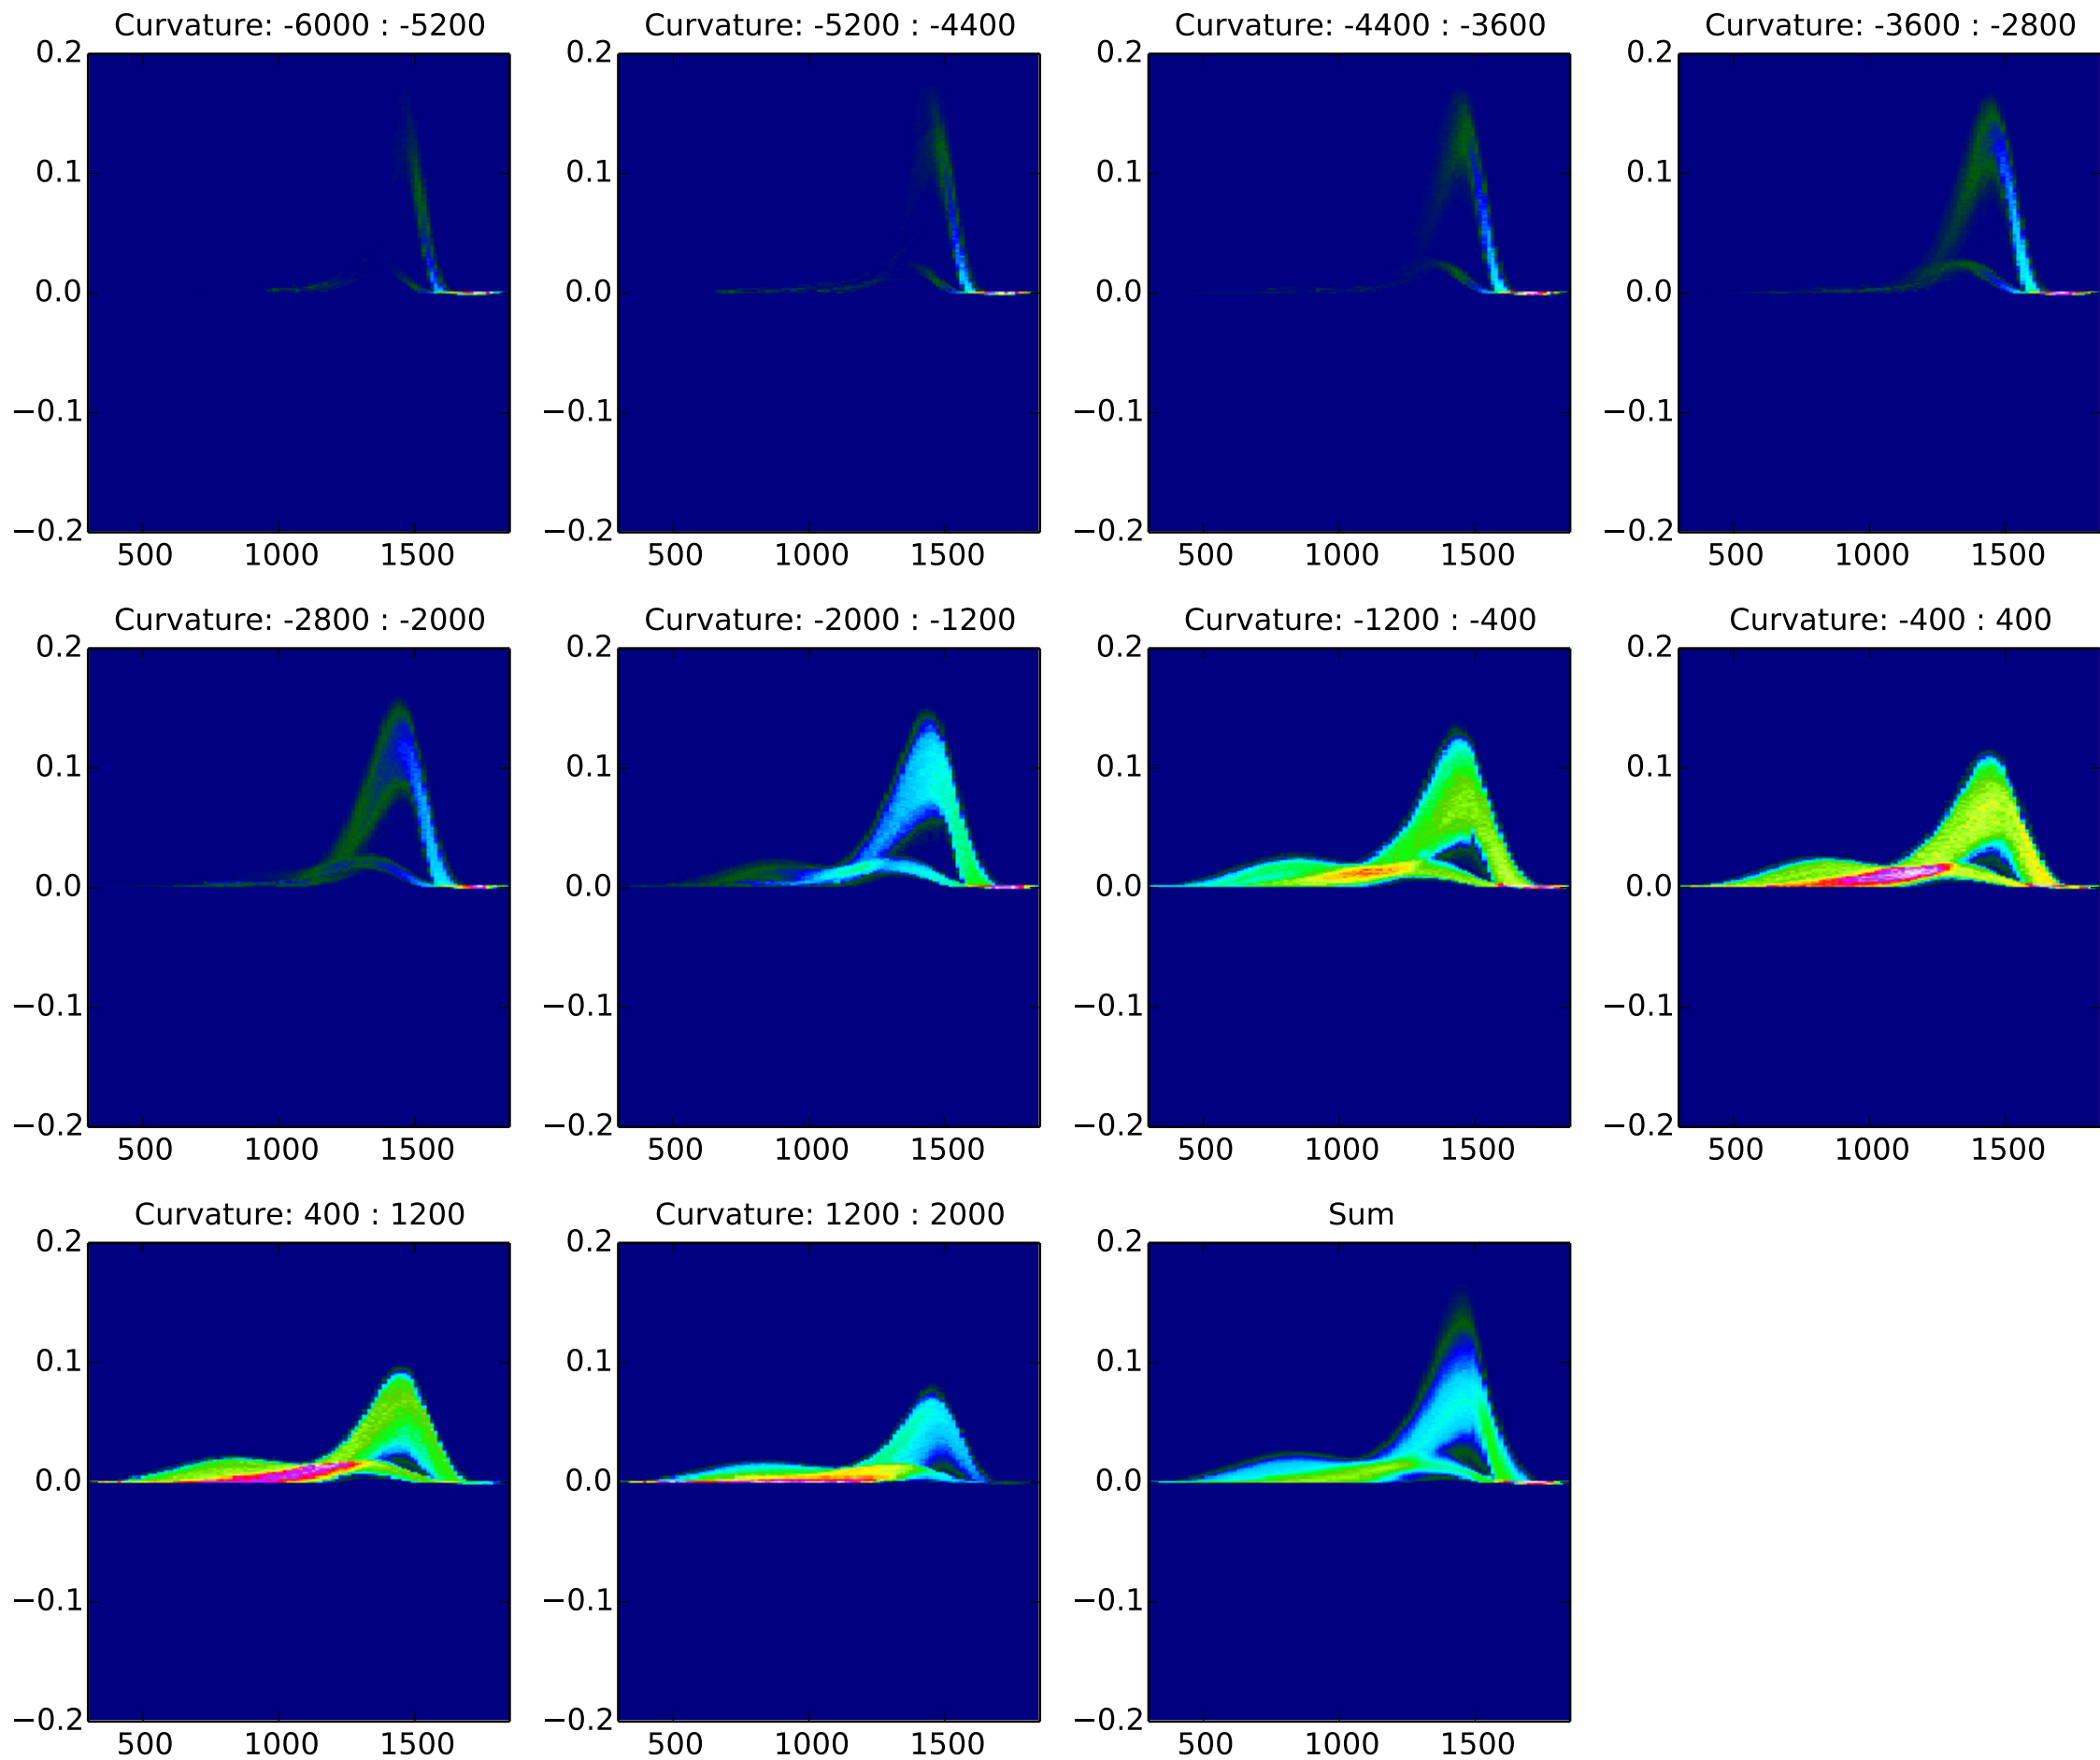 Curvature: -6000 : -5200
Curvature: -5200 : -4400
Curvature: -4400 : -3600
Curvature: -3600 : -2800
0.2 0.2 0.2 0.2
0.1 0.1 0.1 0.1
0.0 0.0 0.0 0.0
−0.1 −0.1 −0.1 −0.1
−0.2 −0.2 −0.2 −0.2
500 1000 1500 500 1000 1500 500 1000 1500 500 1000 1500
Curvature: -2800 : -2000
Curvature: -2000 : -1200
Curvature: -1200 : -400
Curvature: -400 : 400
0.2 0.2 0.2 0.2
0.1 0.1 0.1 0.1
0.0 0.0 0.0 0.0
−0.1 −0.1 −0.1 −0.1
−0.2 −0.2 −0.2 −0.2
500 1000 1500 500 1000 1500 500 1000 1500 500 1000 1500
Curvature: 400 : 1200
Curvature: 1200 : 2000
Sum
0.2 0.2 0.2
0.1 0.1 0.1
0.0 0.0 0.0
−0.1 −0.1 −0.1
−0.2 −0.2 −0.2
500 1000 1500 500 1000 1500 500 1000 1500